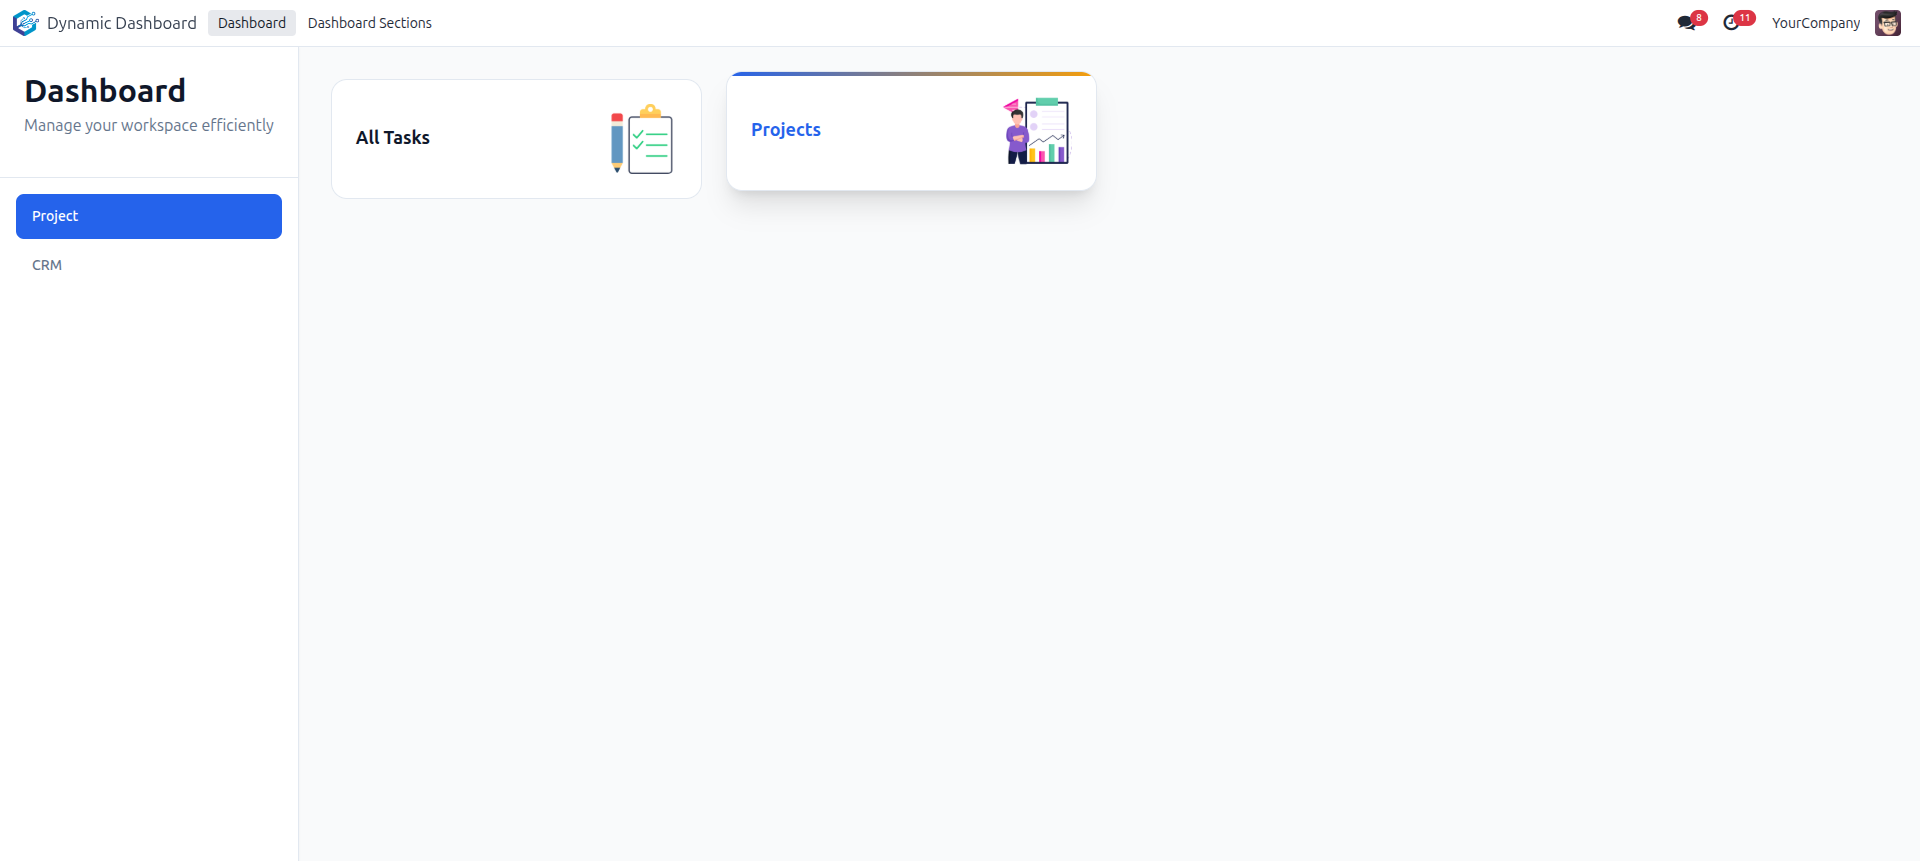 Dynamic Dashboard Dashboard Dashboard Sections 8 11 YourCompany
Dashboard
Manage your workspace efficiently
Project
CRM
All Tasks
Projects